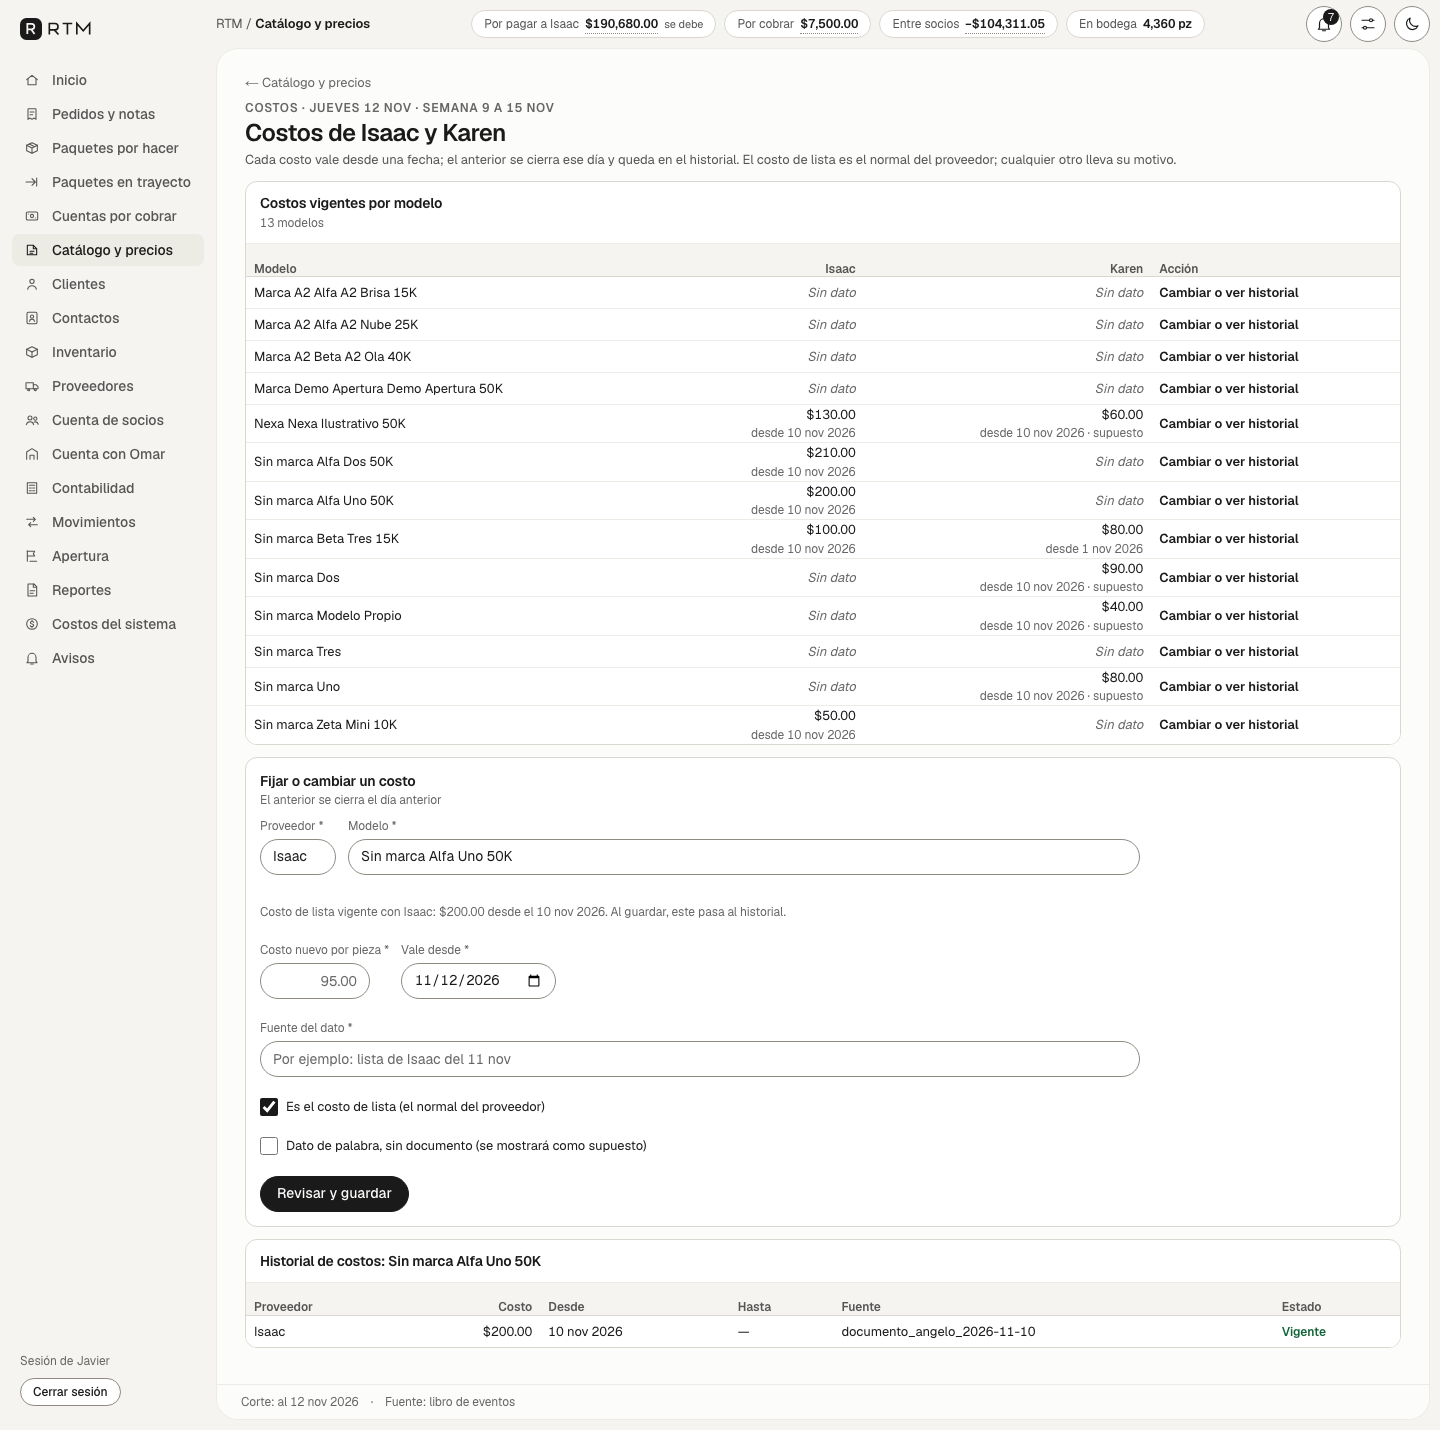 R RTM
RTM / Catálogo y precios
Por pagar a Isaac $190,680.00 se debe
Por cobrar $7,500.00
Entre socios −$104,311.05
En bodega 4,360 pz
7
Inicio
Pedidos y notas
Paquetes por hacer
Paquetes en trayecto
Cuentas por cobrar
Catálogo y precios
Clientes
Contactos
Inventario
Proveedores
Cuenta de socios
Cuenta con Omar
Contabilidad
Movimientos
Apertura
Reportes
Costos del sistema
Avisos
Sesión de Javier
Cerrar sesión
← Catálogo y precios
COSTOS · JUEVES 12 NOV · SEMANA 9 A 15 NOV
Costos de Isaac y Karen
Cada costo vale desde una fecha; el anterior se cierra ese día y queda en el historial. El costo de lista es el normal del proveedor; cualquier otro lleva su motivo.
Costos vigentes por modelo
13 modelos
Modelo Isaac Karen Acción
Marca A2 Alfa A2 Brisa 15K Sin dato Sin dato Cambiar o ver historial
Marca A2 Alfa A2 Nube 25K Sin dato Sin dato Cambiar o ver historial
Marca A2 Beta A2 Ola 40K Sin dato Sin dato Cambiar o ver historial
Marca Demo Apertura Demo Apertura 50K Sin dato Sin dato Cambiar o ver historial
Nexa Nexa Ilustrativo 50K $130.00 $60.00 Cambiar o ver historial
desde 10 nov 2026 desde 10 nov 2026 · supuesto
Sin marca Alfa Dos 50K $210.00 Sin dato Cambiar o ver historial
desde 10 nov 2026
Sin marca Alfa Uno 50K $200.00 Sin dato Cambiar o ver historial
desde 10 nov 2026
Sin marca Beta Tres 15K $100.00 $80.00 Cambiar o ver historial
desde 10 nov 2026 desde 1 nov 2026
Sin marca Dos Sin dato $90.00 Cambiar o ver historial
desde 10 nov 2026 · supuesto
Sin marca Modelo Propio Sin dato $40.00 Cambiar o ver historial
desde 10 nov 2026 · supuesto
Sin marca Tres Sin dato Sin dato Cambiar o ver historial
Sin marca Uno Sin dato $80.00 Cambiar o ver historial
desde 10 nov 2026 · supuesto
Sin marca Zeta Mini 10K $50.00 Sin dato Cambiar o ver historial
desde 10 nov 2026
Fijar o cambiar un costo
El anterior se cierra el día anterior
Proveedor * Modelo *
Isaac Sin marca Alfa Uno 50K
Costo de lista vigente con Isaac: $200.00 desde el 10 nov 2026. Al guardar, este pasa al historial.
Costo nuevo por pieza * Vale desde *
95.00 11/12/2026
Fuente del dato *
Por ejemplo: lista de Isaac del 11 nov
Es el costo de lista (el normal del proveedor)
Dato de palabra, sin documento (se mostrará como supuesto)
Revisar y guardar
Historial de costos: Sin marca Alfa Uno 50K
Proveedor Costo Desde Hasta Fuente Estado
Isaac $200.00 10 nov 2026 — documento_angelo_2026-11-10 Vigente
Corte: al 12 nov 2026 · Fuente: libro de eventos